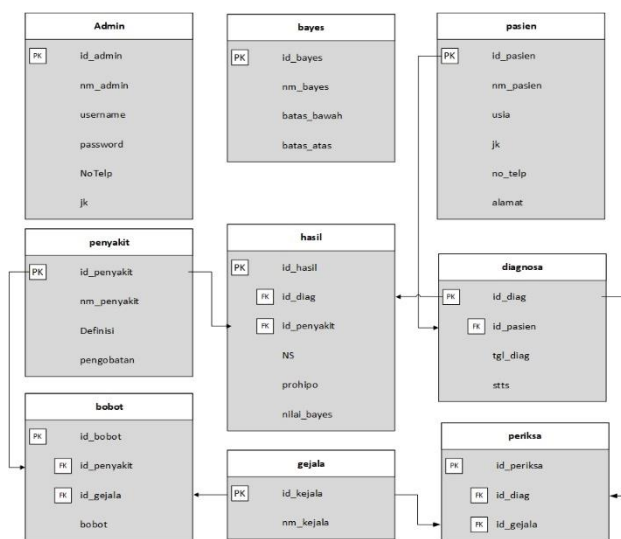 Admin
PK id_admin
nm_admin
username
password
NoTelp
jk
bayes
PK id_bayes
nm_bayes
batas_bawah
batas_atas
pasien
PK id_pasien
nm_pasien
usia
jk
no_telp
alamat
penyakit
PK id_penyakit
nm_penyakit
Definisi
pengobatan
hasil
PK id_hasil
FK id_diag
FK id_penyakit
NS
prohipo
nilai_bayes
diagnosa
PK id_diag
FK id_pasien
tgl_diag
stts
bobot
PK id_bobot
FK id_penyakit
FK id_gejala
bobot
gejala
PK id_kejala
nm_kejala
periksa
PK id_periksa
FK id_diag
FK id_gejala